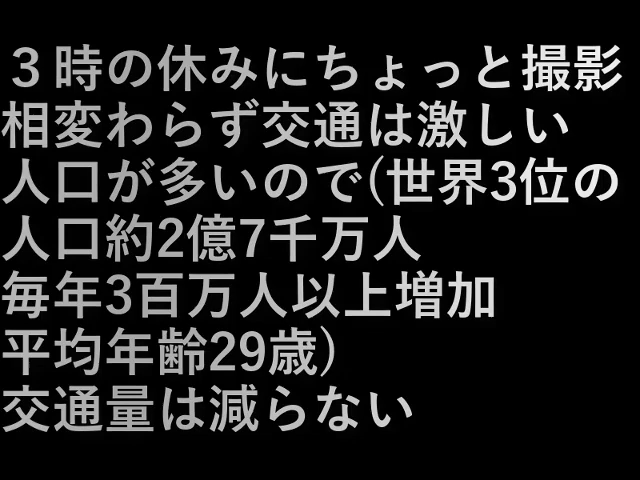 ３時の休みにちょっと撮影
相変わらず交通は激しい
人口が多いので(世界3位の
人口約2億7千万人
毎年3百万人以上増加
平均年齢29歳)
交通量は減らない